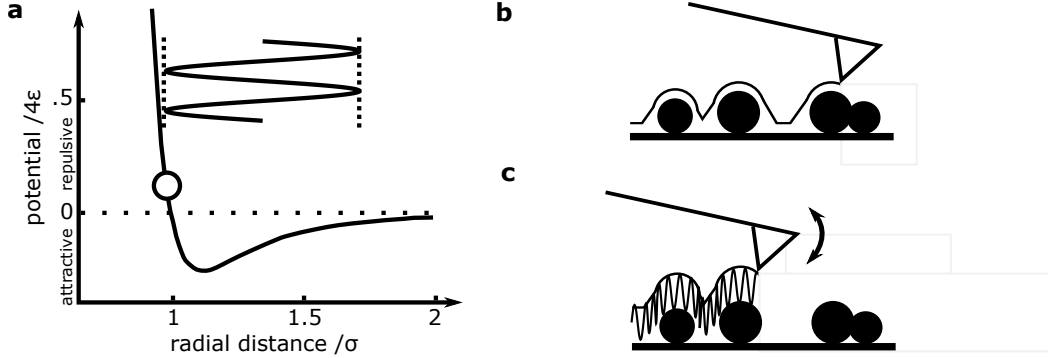 a
potential /4ε
attractive repulsive
.5
0
1
1.5
2
radial distance /σ
b
c